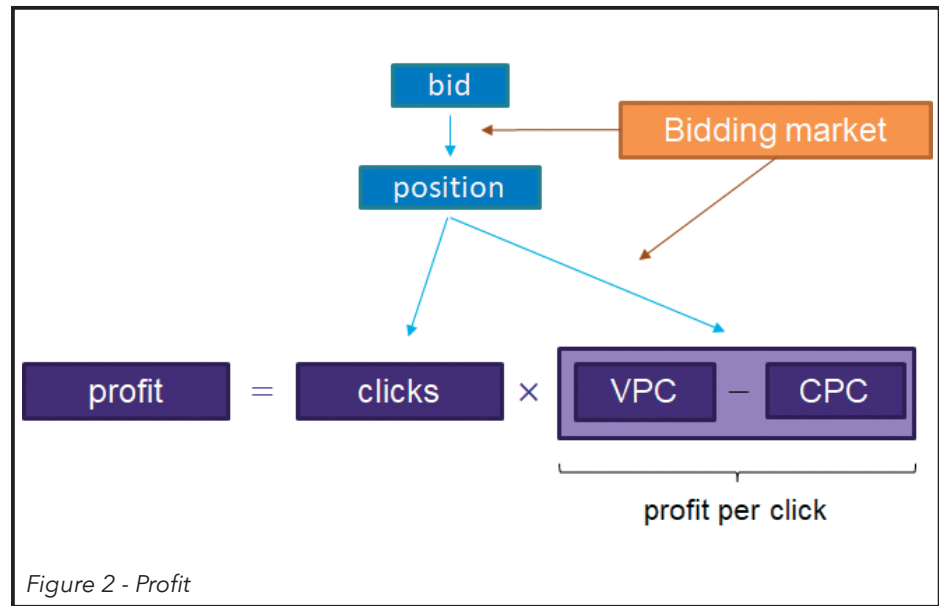 bid
Bidding market
position
profit = clicks × VPC – CPC
profit per click
Figure 2 - Profit